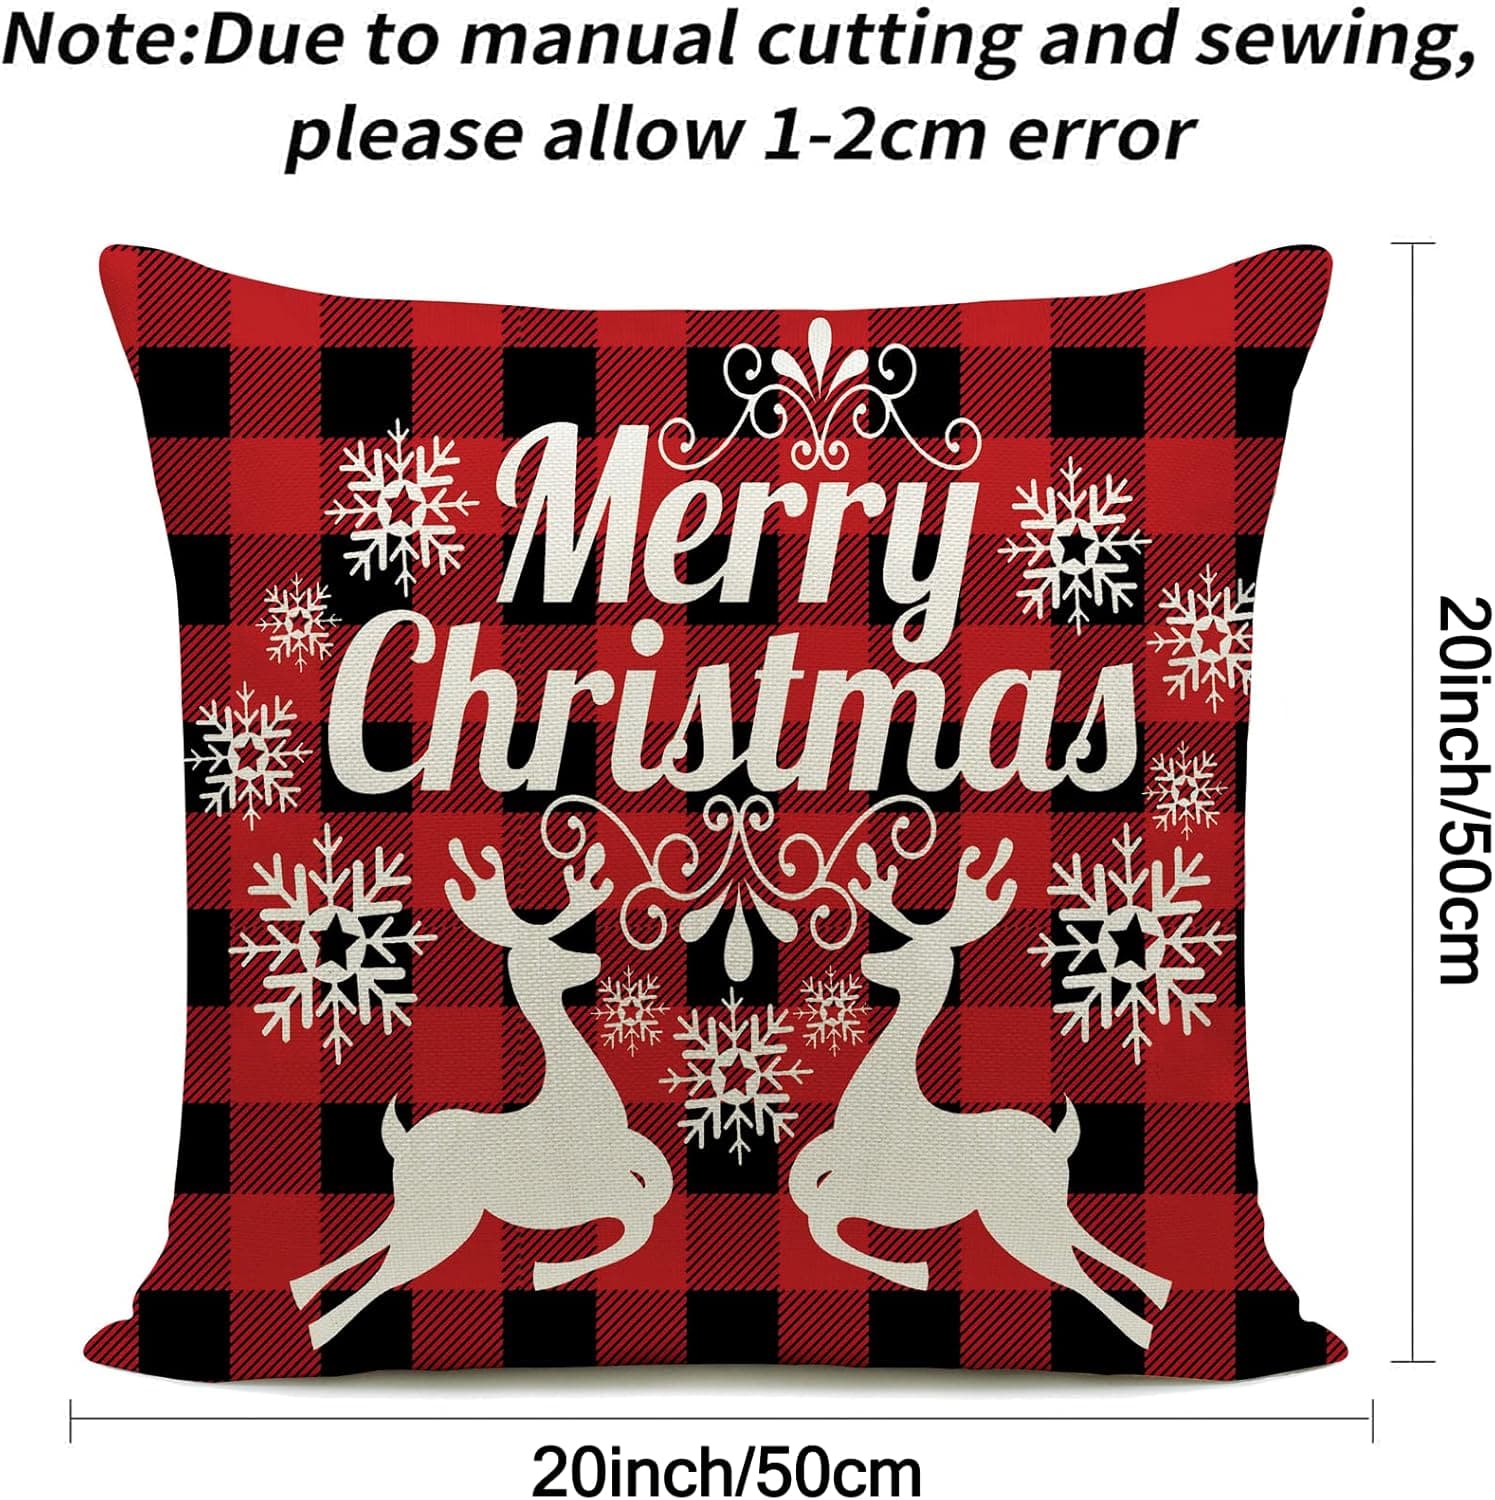 Note:Due to manual cutting and sewing,
please allow 1-2cm error
Merry
Christmas
20inch/50cm
20inch/50cm